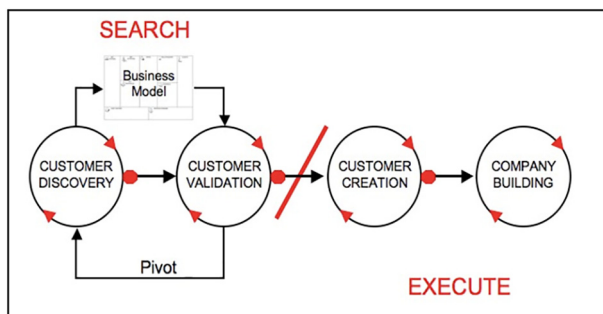 SEARCH
Business
Model
CUSTOMER
DISCOVERY
CUSTOMER
VALIDATION
CUSTOMER
CREATION
COMPANY
BUILDING
Pivot
EXECUTE